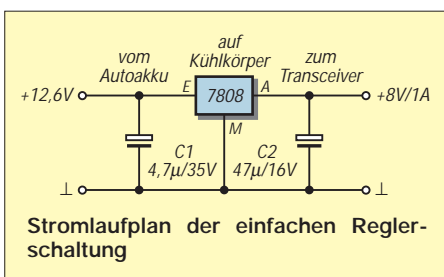 vom
Autoakku
auf
Kühlkörper
zum
Transceiver
+12,6V
E
7808
A
+8V/1A
M
C1
4,7µ/35V
C2
47µ/16V
⊥
⊥
Stromlaufplan der einfachen Regler-
schaltung